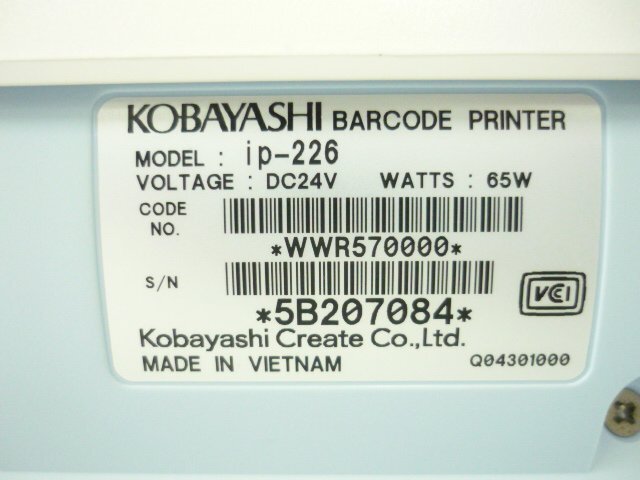 KOBAYASHI BARCODE PRINTER
MODEL : ip-226
VOLTAGE : DC24V WATTS : 65W
CODE NO.
*WWR570000*
S/N
*5B207084*
VCCI
Kobayashi Create Co.,Ltd.
MADE IN VIETNAM Q04301000